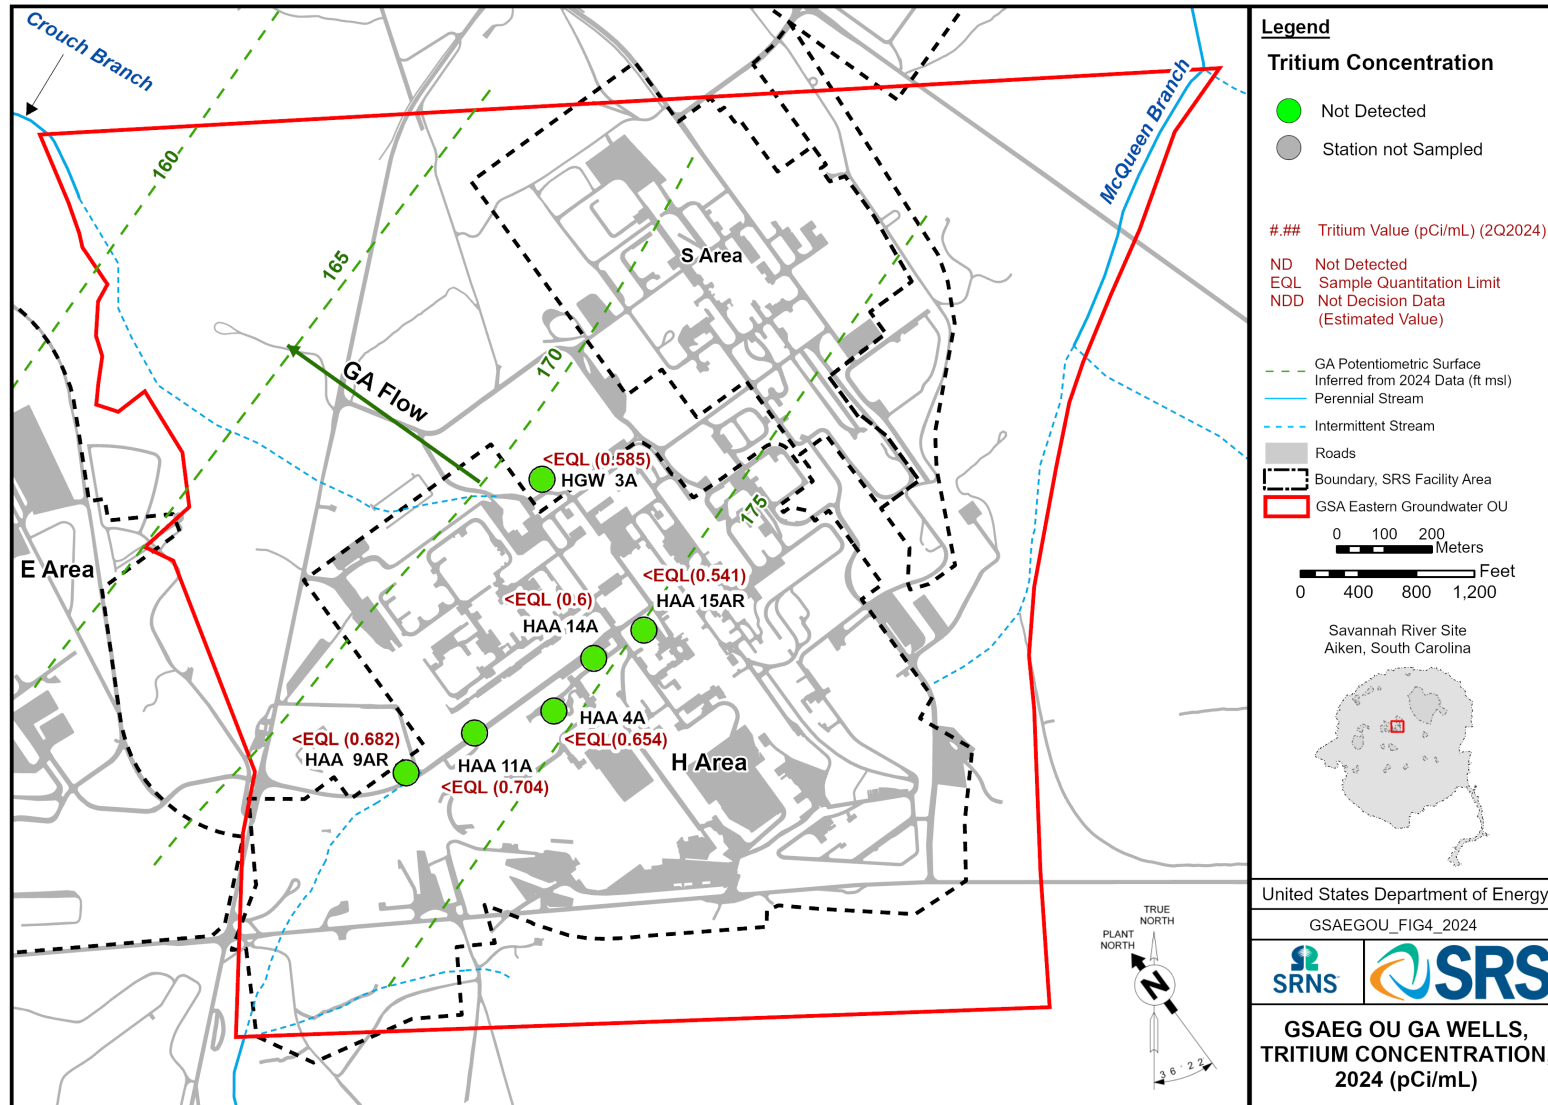 Crouch Branch
160
165
170
175
GA Flow
McQueen Branch
S Area
E Area
H Area
<EQL (0.585)
HGW 3A
<EQL(0.541)
HAA 15AR
<EQL (0.6)
HAA 14A
HAA 4A
<EQL(0.654)
<EQL (0.682)
HAA 9AR
HAA 11A
<EQL (0.704)
TRUE
NORTH
PLANT
NORTH
N
36°22'
Legend
Tritium Concentration
Not Detected
Station not Sampled
#.## Tritium Value (pCi/mL) (2Q2024)
ND Not Detected
EQL Sample Quantitation Limit
NDD Not Decision Data
(Estimated Value)
GA Potentiometric Surface
Inferred from 2024 Data (ft msl)
Perennial Stream
Intermittent Stream
Roads
Boundary, SRS Facility Area
GSA Eastern Groundwater OU
0 100 200
Meters
Feet
0 400 800 1,200
Savannah River Site
Aiken, South Carolina
United States Department of Energy
GSAEGOU_FIG4_2024
SRNS
SRS
GSAEG OU GA WELLS,
TRITIUM CONCENTRATION,
2024 (pCi/mL)